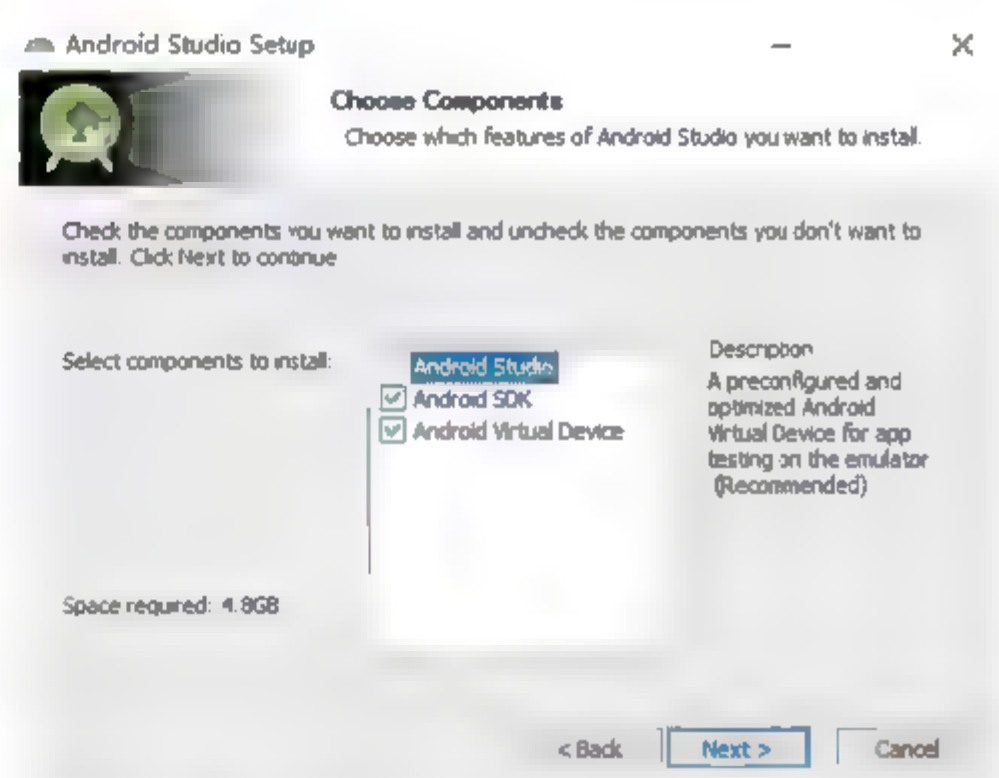 Android Studio Setup
Choose Components
Choose which features of Android Studio you want to install.
Check the components you want to install and uncheck the components you don't want to
install. Click Next to continue
Select components to install:
Android Studio
Android SDK
Android Virtual Device
Description
A preconfigured and
optimized Android
Virtual Device for app
testing on the emulator
(Recommended)
Space required: 4.8GB
< Back
Next >
Cancel